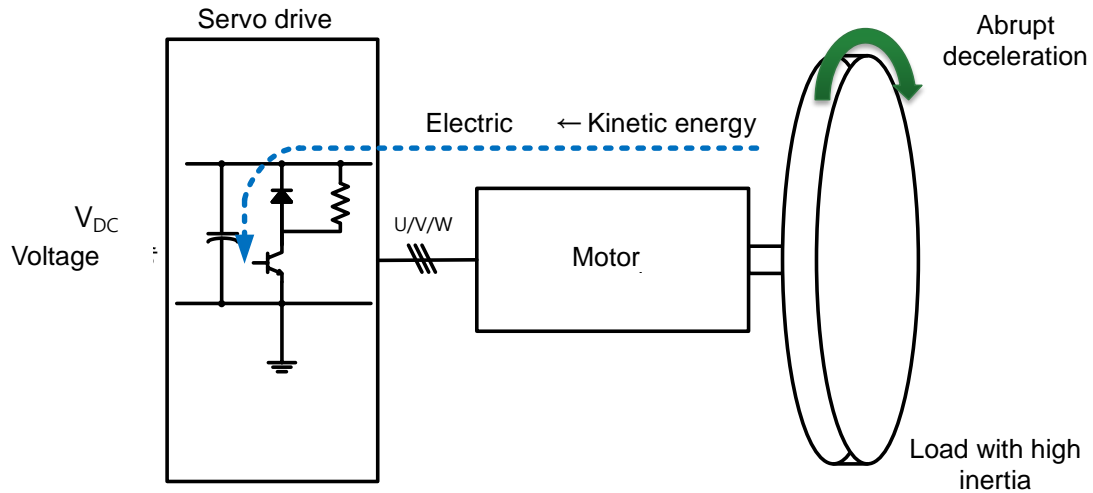 Servo drive
Abrupt
deceleration
Electric ← Kinetic energy
V_DC
Voltage
U/V/W
Motor
Load with high
inertia